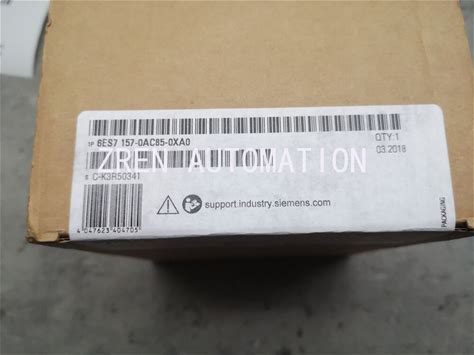 1P 6ES7 157-0AC85-0XA0
QTY:1
03.2018
ZREN AUTOMATION
S C-K3R50341
support.industry.siemens.com
4 047623 404705
PACKAGING